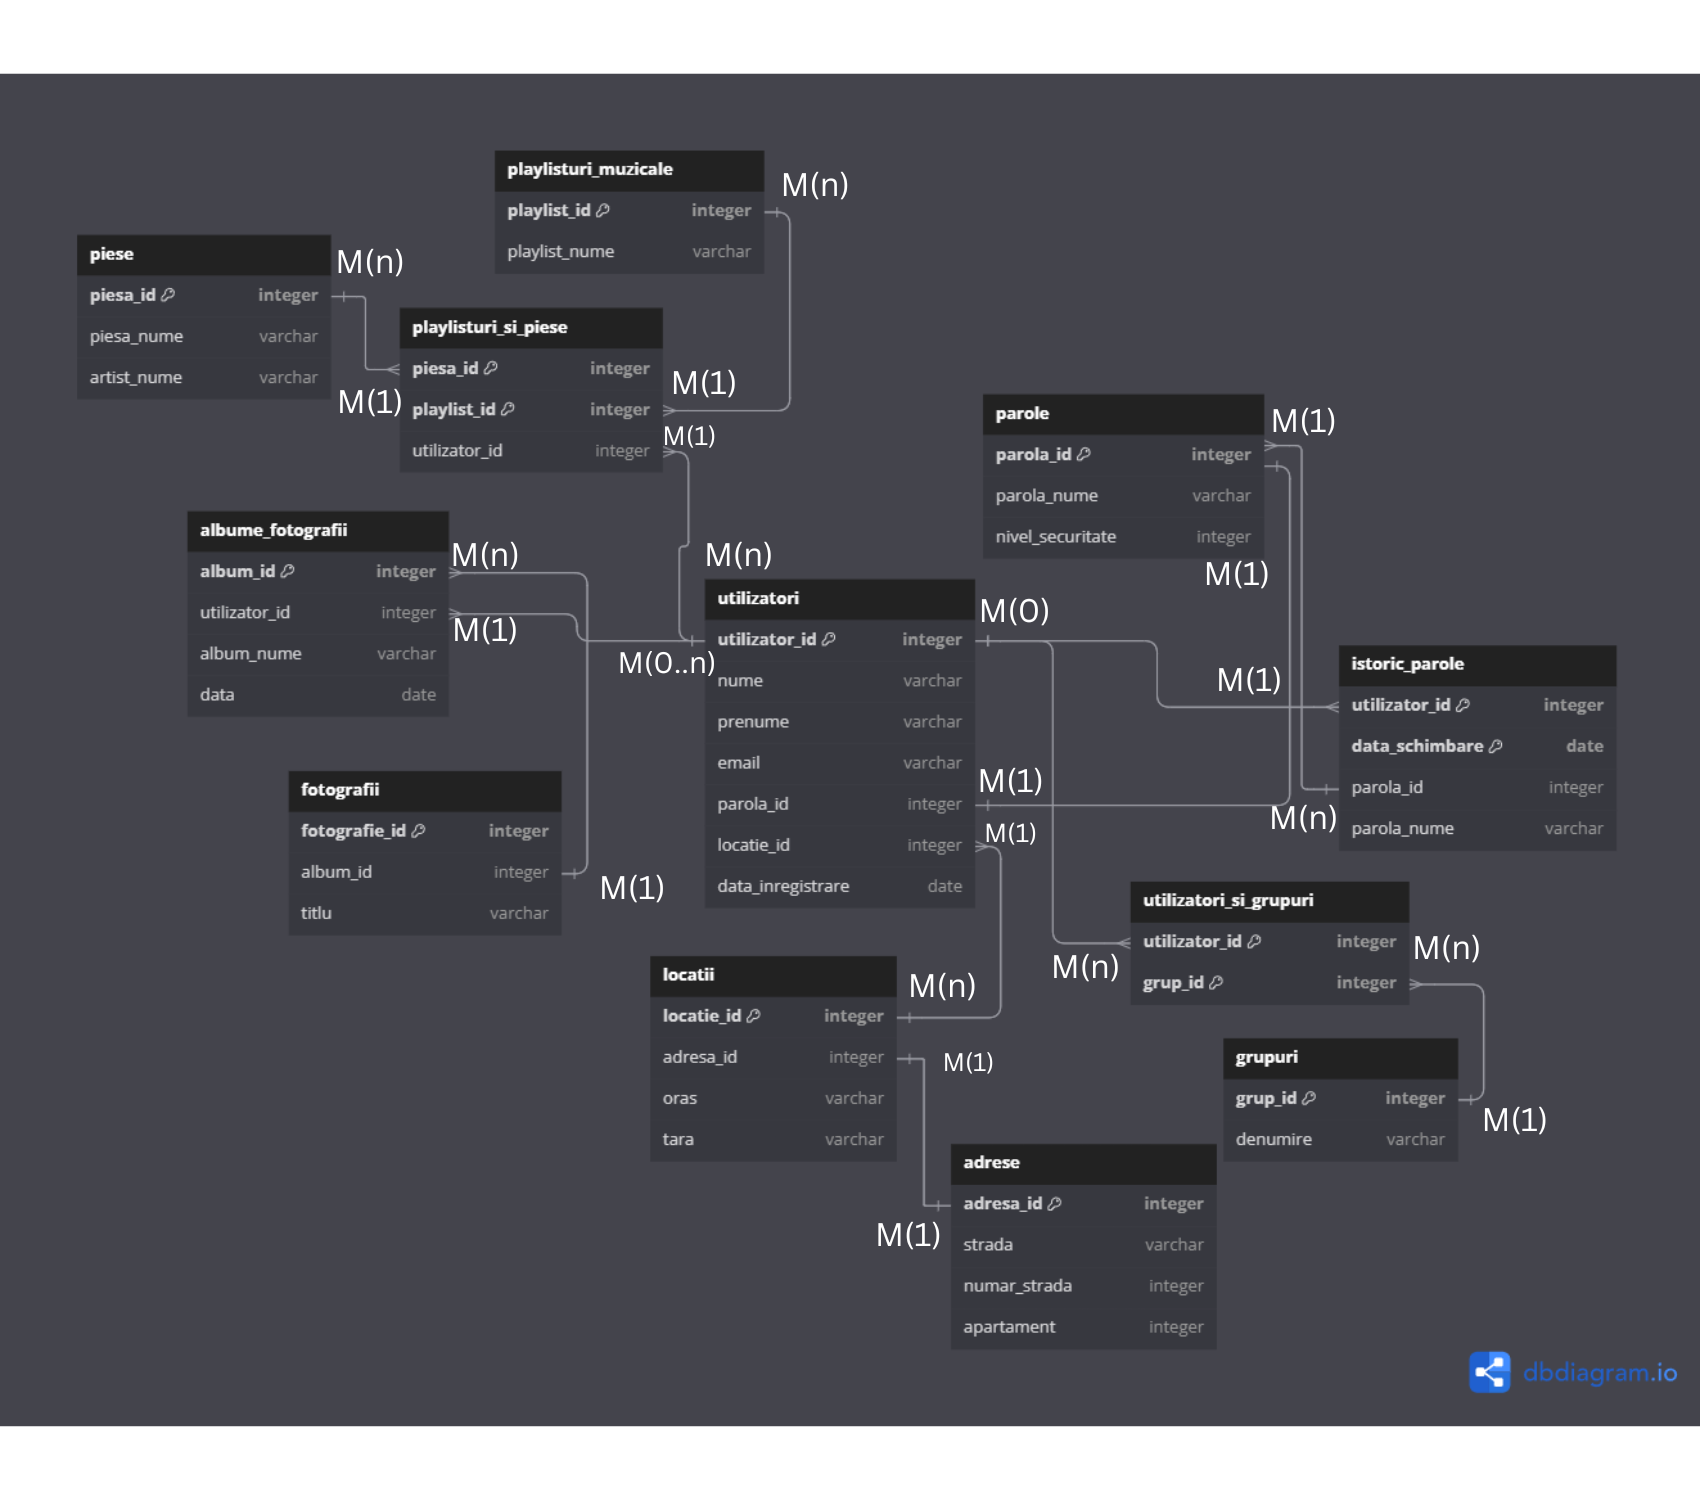 playlisturi_muzicale
playlist_id integer
playlist_nume varchar
M(n)
piese
piesa_id integer
piesa_nume varchar
artist_nume varchar
M(n)
M(1)
playlisturi_si_piese
piesa_id integer
playlist_id integer
utilizator_id integer
M(1)
M(1)
parole
parola_id integer
parola_nume varchar
nivel_securitate integer
M(1)
M(1)
albume_fotografii
album_id integer
utilizator_id integer
album_nume varchar
data date
M(n)
M(1)
M(n)
M(0..n)
utilizatori
utilizator_id integer
nume varchar
prenume varchar
email varchar
parola_id integer
locatie_id integer
data_inregistrare date
M(0)
M(1)
M(1)
M(1)
M(n)
istoric_parole
utilizator_id integer
data_schimbare date
parola_id integer
parola_nume varchar
fotografii
fotografie_id integer
album_id integer
titlu varchar
M(1)
utilizatori_si_grupuri
utilizator_id integer
grup_id integer
M(n)
M(n)
locatii
locatie_id integer
adresa_id integer
oras varchar
tara varchar
M(n)
M(1)
grupuri
grup_id integer
denumire varchar
M(1)
adrese
adresa_id integer
strada varchar
numar_strada integer
apartament integer
M(1)
dbdiagram.io